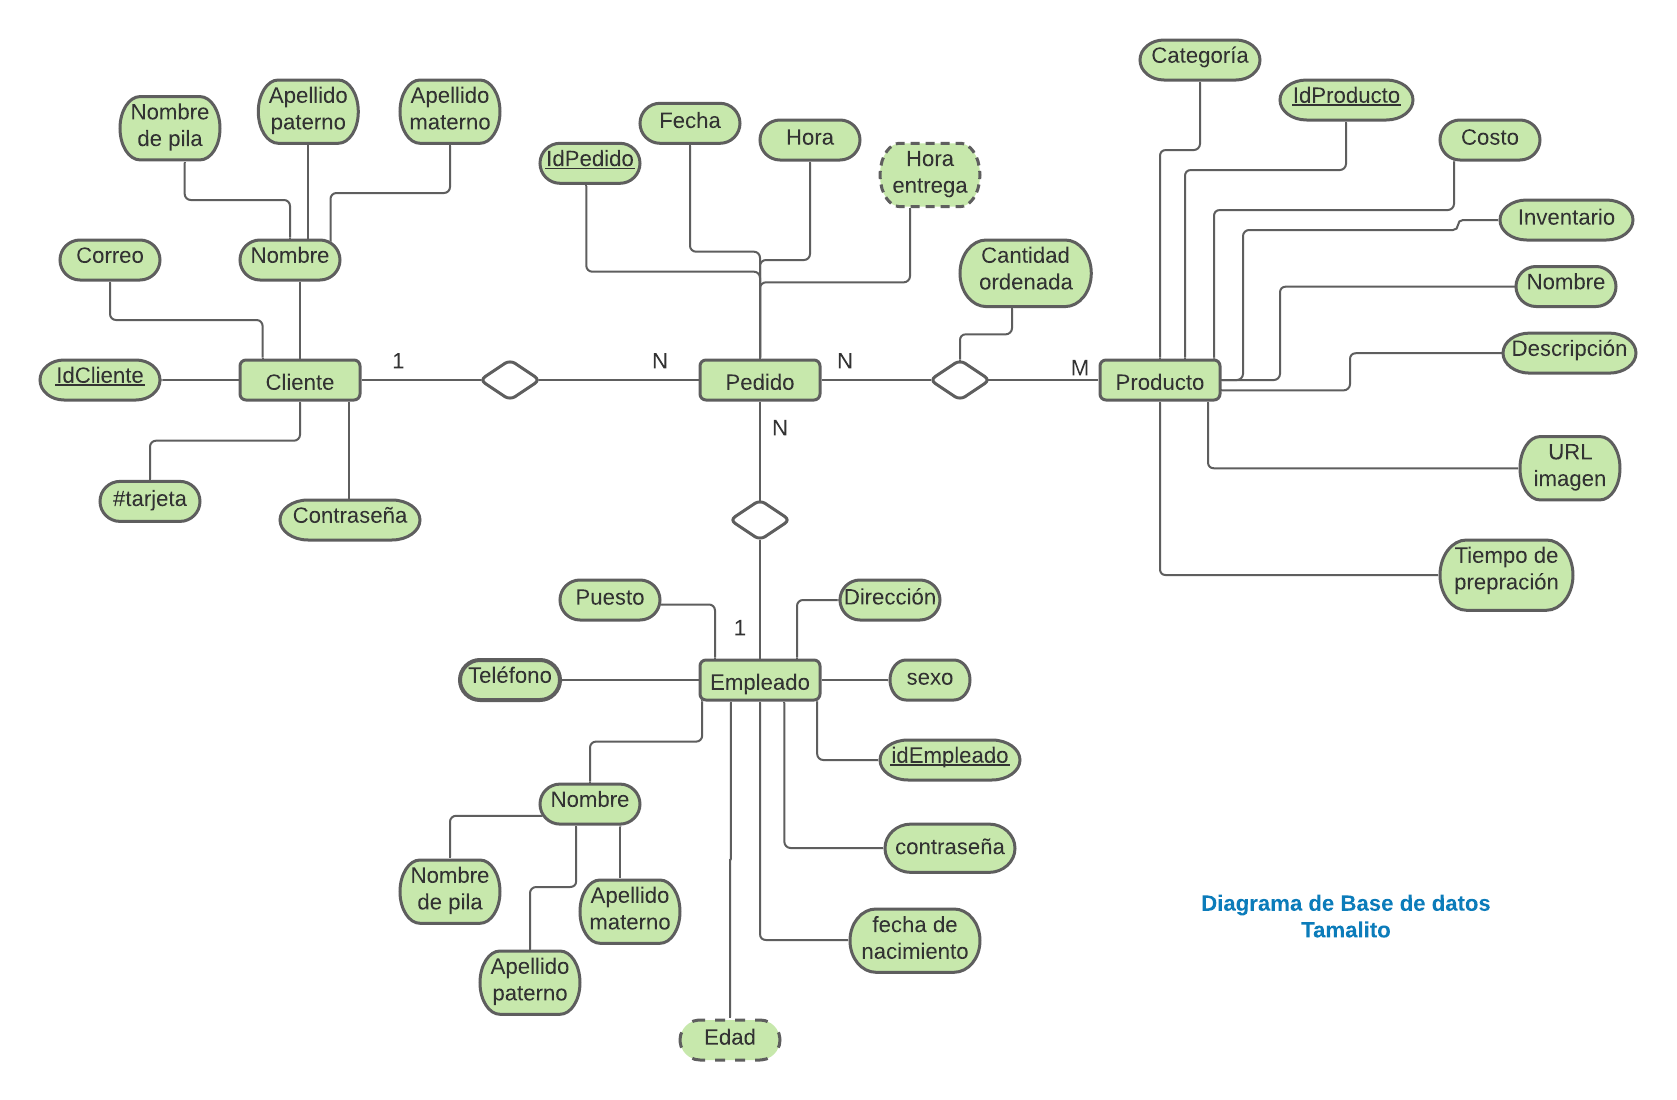 Categoría
Nombre
de pila
Apellido
paterno
Apellido
materno
IdProducto
Fecha
Hora
Costo
IdPedido
Hora
entrega
Inventario
Correo
Nombre
Cantidad
ordenada
Nombre
Descripción
IdCliente
Cliente
1
N
Pedido
N
M
Producto
N
URL
imagen
#tarjeta
Contraseña
Tiempo de
prepración
Puesto
Dirección
1
Teléfono
Empleado
sexo
idEmpleado
Nombre
contraseña
Nombre
de pila
Apellido
materno
Apellido
paterno
fecha de
nacimiento
Diagrama de Base de datos
Tamalito
Edad